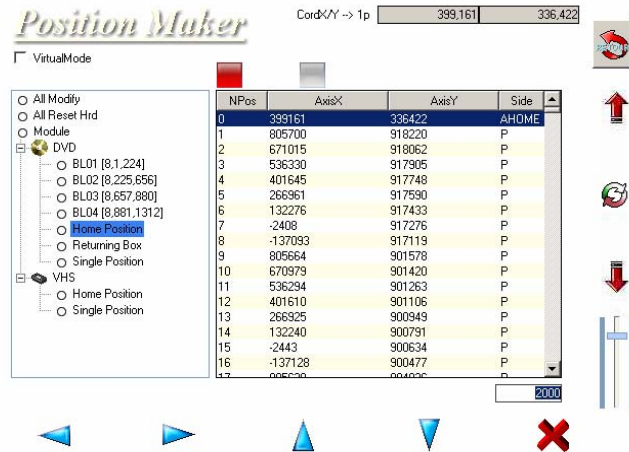 Position Maker
CordX/Y --> 1p 399,161 336,422
VirtualMode
All Modify
All Reset Hrd
Module
DVD
BL01 [8,1,224]
BL02 [8,225,656]
BL03 [8,657,880]
BL04 [8,881,1312]
Home Position
Returning Box
Single Position
VHS
Home Position
Single Position
NPos AxisX AxisY Side
0 399161 336422 AHOME
1 805700 918220 P
2 671015 918062 P
3 536330 917905 P
4 401645 917748 P
5 266961 917590 P
6 132276 917433 P
7 -2408 917276 P
8 -137093 917119 P
9 805664 901578 P
10 670979 901420 P
11 536294 901263 P
12 401610 901106 P
13 266925 900949 P
14 132240 900791 P
15 -2443 900634 P
16 -137128 900477 P
2000